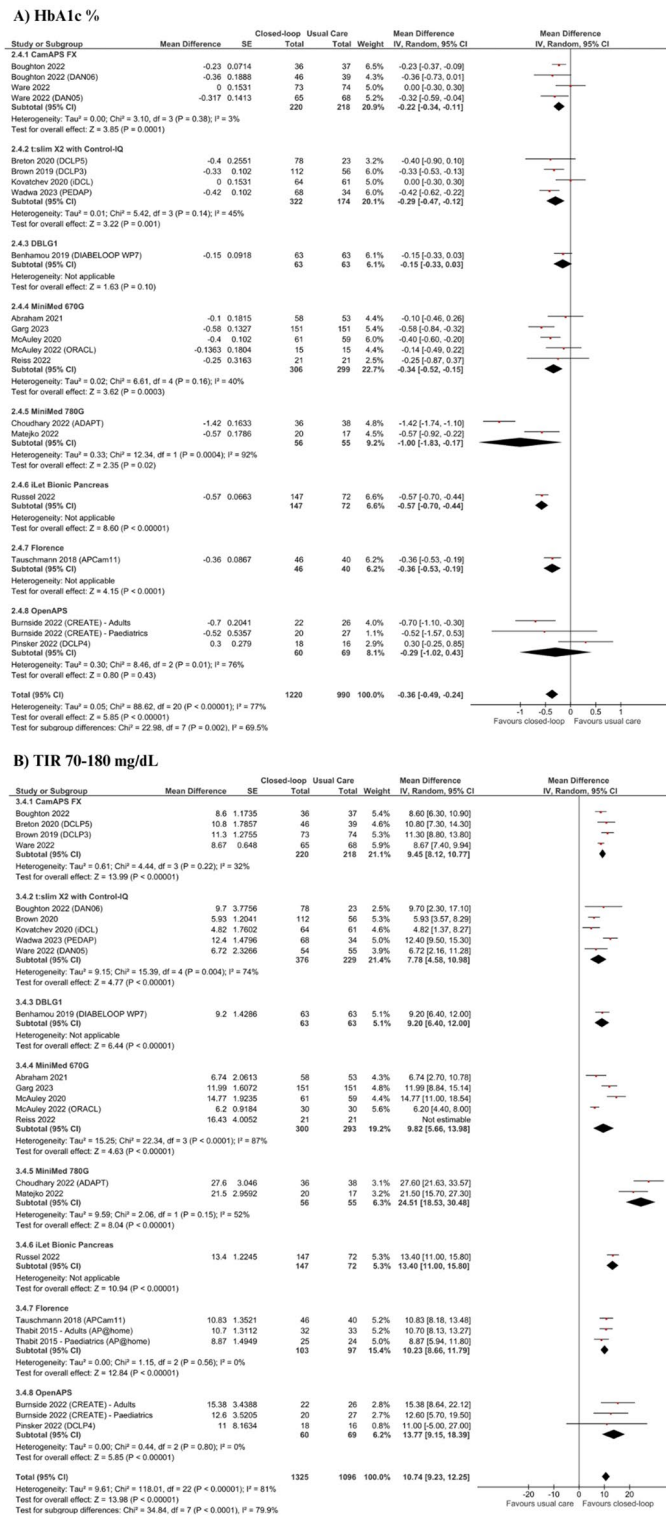 A) HbA1c %
Closed-loop Usual Care Mean Difference Mean Difference
Study or Subgroup Mean Difference SE Total Total Weight IV, Random, 95% CI IV, Random, 95% CI
2.4.1 CamAPS FX
Boughton 2022 -0.23 0.0714 36 37 6.5% -0.23 [-0.37, -0.09]
Boughton 2022 (DAN06) -0.36 0.1888 46 39 4.2% -0.36 [-0.73, 0.01]
Ware 2022 0 0.1531 73 74 5.0% 0.00 [-0.30, 0.30]
Ware 2022 (DAN05) -0.317 0.1413 65 68 5.2% -0.32 [-0.59, -0.04]
Subtotal (95% CI) 220 218 20.9% -0.22 [-0.34, -0.11]
Heterogeneity: Tau² = 0.00; Chi² = 3.10, df = 3 (P = 0.38); I² = 3%
Test for overall effect: Z = 3.85 (P = 0.0001)
2.4.2 t:slim X2 with Control-IQ
Breton 2020 (DCLP5) -0.4 0.2551 78 23 3.2% -0.40 [-0.90, 0.10]
Brown 2019 (DCLP3) -0.33 0.102 112 56 5.9% -0.33 [-0.53, -0.13]
Kovatchev 2020 (iDCL) 0 0.1531 64 61 5.0% 0.00 [-0.30, 0.30]
Wadwa 2023 (PEDAP) -0.42 0.102 68 34 5.9% -0.42 [-0.62, -0.22]
Subtotal (95% CI) 322 174 20.1% -0.29 [-0.47, -0.12]
Heterogeneity: Tau² = 0.01; Chi² = 5.42, df = 3 (P = 0.14); I² = 45%
Test for overall effect: Z = 3.22 (P = 0.001)
2.4.3 DBLG1
Benhamou 2019 (DIABELOOP WP7) -0.15 0.0918 63 63 6.1% -0.15 [-0.33, 0.03]
Subtotal (95% CI) 63 63 6.1% -0.15 [-0.33, 0.03]
Heterogeneity: Not applicable
Test for overall effect: Z = 1.63 (P = 0.10)
2.4.4 MiniMed 670G
Abraham 2021 -0.1 0.1815 58 53 4.4% -0.10 [-0.46, 0.26]
Garg 2023 -0.58 0.1327 151 151 5.4% -0.58 [-0.84, -0.32]
McAuley 2020 -0.4 0.102 61 59 5.9% -0.40 [-0.60, -0.20]
McAuley 2022 (ORACL) -0.1363 0.1804 15 15 4.4% -0.14 [-0.49, 0.22]
Reiss 2022 -0.25 0.3163 21 21 2.5% -0.25 [-0.87, 0.37]
Subtotal (95% CI) 306 299 22.7% -0.34 [-0.52, -0.15]
Heterogeneity: Tau² = 0.02; Chi² = 6.61, df = 4 (P = 0.16); I² = 40%
Test for overall effect: Z = 3.62 (P = 0.0003)
2.4.5 MiniMed 780G
Choudhary 2022 (ADAPT) -1.42 0.1633 36 38 4.8% -1.42 [-1.74, -1.10]
Matejko 2022 -0.57 0.1786 20 17 4.4% -0.57 [-0.92, -0.22]
Subtotal (95% CI) 56 55 9.2% -1.00 [-1.83, -0.17]
Heterogeneity: Tau² = 0.33; Chi² = 12.34, df = 1 (P = 0.0004); I² = 92%
Test for overall effect: Z = 2.35 (P = 0.02)
2.4.6 iLet Bionic Pancreas
Russel 2022 -0.57 0.0663 147 72 6.6% -0.57 [-0.70, -0.44]
Subtotal (95% CI) 147 72 6.6% -0.57 [-0.70, -0.44]
Heterogeneity: Not applicable
Test for overall effect: Z = 8.60 (P < 0.00001)
2.4.7 Florence
Tauschmann 2018 (APCam11) -0.36 0.0867 46 40 6.2% -0.36 [-0.53, -0.19]
Subtotal (95% CI) 46 40 6.2% -0.36 [-0.53, -0.19]
Heterogeneity: Not applicable
Test for overall effect: Z = 4.15 (P < 0.0001)
2.4.8 OpenAPS
Burnside 2022 (CREATE) - Adults -0.7 0.2041 22 26 4.0% -0.70 [-1.10, -0.30]
Burnside 2022 (CREATE) - Paediatrics -0.52 0.5357 20 27 1.1% -0.52 [-1.57, 0.53]
Pinsker 2022 (DCLP4) 0.3 0.279 18 16 2.9% 0.30 [-0.25, 0.85]
Subtotal (95% CI) 60 69 8.1% -0.29 [-1.02, 0.43]
Heterogeneity: Tau² = 0.30; Chi² = 8.46, df = 2 (P = 0.01); I² = 76%
Test for overall effect: Z = 0.80 (P = 0.43)
Total (95% CI) 1220 990 100.0% -0.36 [-0.49, -0.24]
Heterogeneity: Tau² = 0.05; Chi² = 88.62, df = 20 (P < 0.00001); I² = 77%
Test for overall effect: Z = 5.85 (P < 0.00001)
Test for subgroup differences: Chi² = 22.98, df = 7 (P = 0.002), I² = 69.5%
-1 -0.5 0 0.5 1
Favours closed-loop Favours usual care
B) TIR 70-180 mg/dL
Closed-loop Usual Care Mean Difference Mean Difference
Study or Subgroup Mean Difference SE Total Total Weight IV, Random, 95% CI IV, Random, 95% CI
3.4.1 CamAPS FX
Boughton 2022 8.6 1.1735 36 37 5.4% 8.60 [6.30, 10.90]
Breton 2020 (DCLP5) 10.8 1.7857 46 39 4.7% 10.80 [7.30, 14.30]
Brown 2019 (DCLP3) 11.3 1.2755 73 74 5.3% 11.30 [8.80, 13.80]
Ware 2022 8.67 0.648 65 68 5.7% 8.67 [7.40, 9.94]
Subtotal (95% CI) 220 218 21.1% 9.45 [8.12, 10.77]
Heterogeneity: Tau² = 0.61; Chi² = 4.44, df = 3 (P = 0.22); I² = 32%
Test for overall effect: Z = 13.99 (P < 0.00001)
3.4.2 t:slim X2 with Control-IQ
Boughton 2022 (DAN06) 9.7 3.7756 78 23 2.5% 9.70 [2.30, 17.10]
Brown 2020 5.93 1.2041 112 56 5.4% 5.93 [3.57, 8.29]
Kovatchev 2020 (iDCL) 4.82 1.7602 64 61 4.7% 4.82 [1.37, 8.27]
Wadwa 2023 (PEDAP) 12.4 1.4796 68 34 5.1% 12.40 [9.50, 15.30]
Ware 2022 (DAN05) 6.72 2.3266 54 55 3.9% 6.72 [2.16, 11.28]
Subtotal (95% CI) 376 229 21.4% 7.78 [4.58, 10.98]
Heterogeneity: Tau² = 9.15; Chi² = 15.39, df = 4 (P = 0.004); I² = 74%
Test for overall effect: Z = 4.77 (P < 0.00001)
3.4.3 DBLG1
Benhamou 2019 (DIABELOOP WP7) 9.2 1.4286 63 63 5.1% 9.20 [6.40, 12.00]
Subtotal (95% CI) 63 63 5.1% 9.20 [6.40, 12.00]
Heterogeneity: Not applicable
Test for overall effect: Z = 6.44 (P < 0.00001)
3.4.4 MiniMed 670G
Abraham 2021 6.74 2.0613 58 53 4.3% 6.74 [2.70, 10.78]
Garg 2023 11.99 1.6072 151 151 4.9% 11.99 [8.84, 15.14]
McAuley 2020 14.77 1.9235 61 59 4.4% 14.77 [11.00, 18.54]
McAuley 2022 (ORACL) 6.2 0.9184 30 30 5.6% 6.20 [4.40, 8.00]
Reiss 2022 16.43 4.0052 21 21 Not estimable
Subtotal (95% CI) 300 293 19.2% 9.82 [5.66, 13.98]
Heterogeneity: Tau² = 15.25; Chi² = 22.34, df = 3 (P < 0.0001); I² = 87%
Test for overall effect: Z = 4.63 (P < 0.00001)
3.4.5 MiniMed 780G
Choudhary 2022 (ADAPT) 27.6 3.046 36 38 3.1% 27.60 [21.63, 33.57]
Matejko 2022 21.5 2.9592 20 17 3.2% 21.50 [15.70, 27.30]
Subtotal (95% CI) 56 55 6.3% 24.51 [18.53, 30.48]
Heterogeneity: Tau² = 9.59; Chi² = 2.06, df = 1 (P = 0.15); I² = 52%
Test for overall effect: Z = 8.04 (P < 0.00001)
3.4.6 iLet Bionic Pancreas
Russel 2022 13.4 1.2245 147 72 5.3% 13.40 [11.00, 15.80]
Subtotal (95% CI) 147 72 5.3% 13.40 [11.00, 15.80]
Heterogeneity: Not applicable
Test for overall effect: Z = 10.94 (P < 0.00001)
3.4.7 Florence
Tauschmann 2018 (APCam11) 10.83 1.3521 46 40 5.2% 10.83 [8.18, 13.48]
Thabit 2015 - Adults (AP@home) 10.7 1.3112 32 33 5.2% 10.70 [8.13, 13.27]
Thabit 2015 - Paediatrics (AP@home) 8.87 1.4949 25 24 5.0% 8.87 [5.94, 11.80]
Subtotal (95% CI) 103 97 15.4% 10.23 [8.66, 11.79]
Heterogeneity: Tau² = 0.00; Chi² = 1.15, df = 2 (P = 0.56); I² = 0%
Test for overall effect: Z = 12.84 (P < 0.00001)
3.4.8 OpenAPS
Burnside 2022 (CREATE) - Adults 15.38 3.4388 22 26 2.8% 15.38 [8.64, 22.12]
Burnside 2022 (CREATE) - Paediatrics 12.6 3.5205 20 27 2.7% 12.60 [5.70, 19.50]
Pinsker 2022 (DCLP4) 11 8.1634 18 16 0.8% 11.00 [-5.00, 27.00]
Subtotal (95% CI) 60 69 6.2% 13.77 [9.15, 18.39]
Heterogeneity: Tau² = 0.00; Chi² = 0.44, df = 2 (P = 0.80); I² = 0%
Test for overall effect: Z = 5.85 (P < 0.00001)
Total (95% CI) 1325 1096 100.0% 10.74 [9.23, 12.25]
Heterogeneity: Tau² = 9.61; Chi² = 118.01, df = 22 (P < 0.00001); I² = 81%
Test for overall effect: Z = 13.98 (P < 0.00001)
Test for subgroup differences: Chi² = 34.84, df = 7 (P < 0.0001), I² = 79.9%
-20 -10 0 10 20
Favours usual care Favours closed-loop